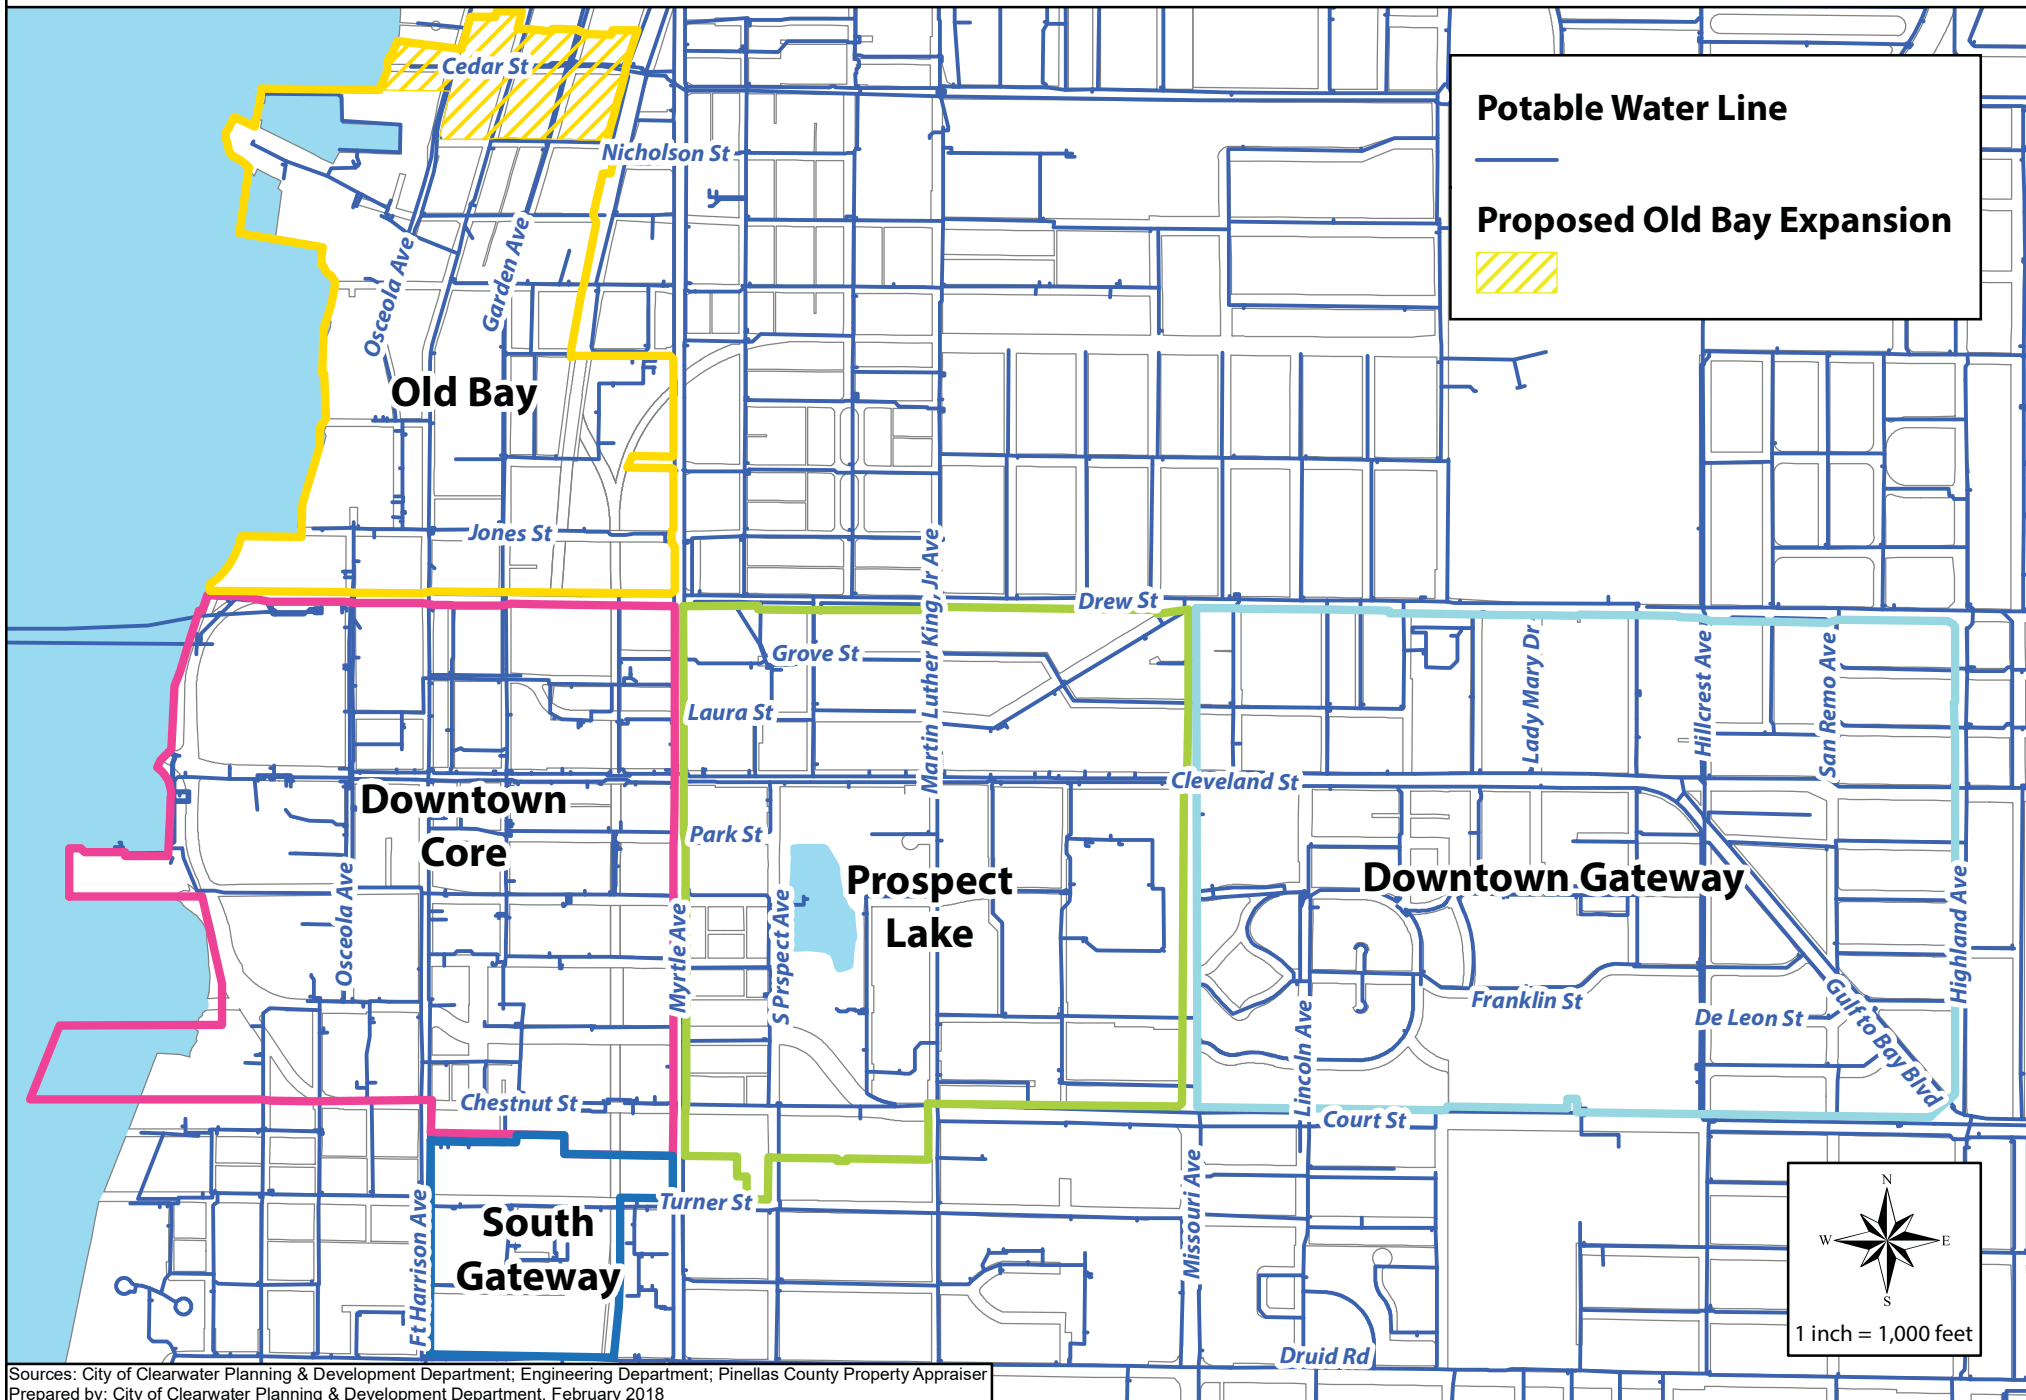 Cedar St
Potable Water Line
Nicholson St
Proposed Old Bay Expansion
Osceola Ave
Garden Ave
Old Bay
Jones St
Martin Luther King, Jr Ave
Drew St
Grove St
Laura St
Lady Mary Dr
Hillcrest Ave
San Remo Ave
Cleveland St
Downtown
Core
Park St
Prospect
Lake
Downtown Gateway
Osceola Ave
Myrtle Ave
S Prspect Ave
Highland Ave
Franklin St
De Leon St
Gulf to Bay Blvd
Lincoln Ave
Chestnut St
Court St
Missouri Ave
Turner St
Ft Harrison Ave
South
Gateway
Druid Rd
N
W E
S
1 inch = 1,000 feet
Sources: City of Clearwater Planning & Development Department; Engineering Department; Pinellas County Property Appraiser
Prepared by: City of Clearwater Planning & Development Department, February 2018